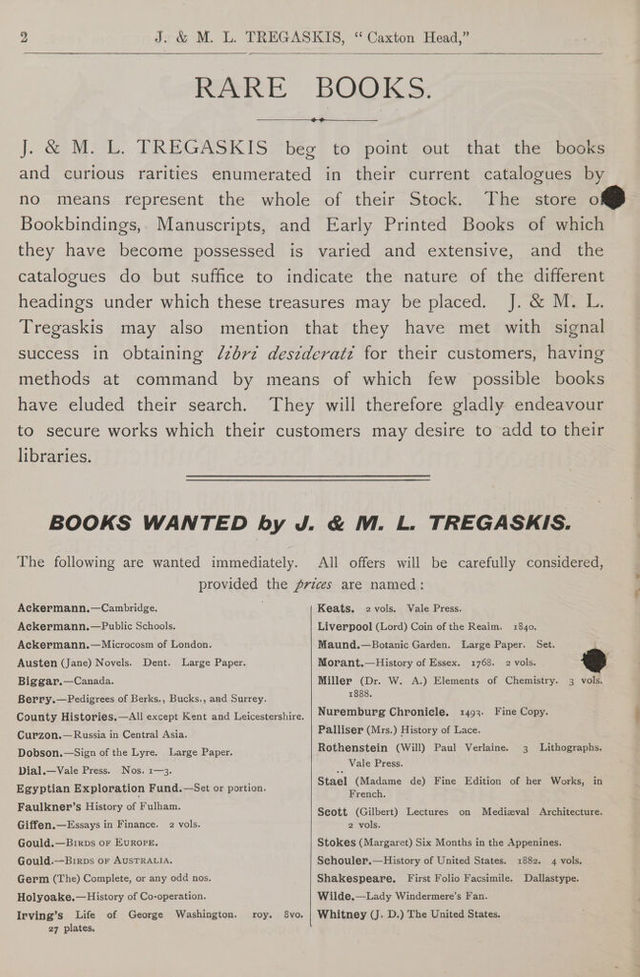 2
J. & M. L. TREGASKIS, “Caxton Head,”
RARE BOOKS.
J. & M. L. TREGASKIS beg to point out that the books
and curious rarities enumerated in their current catalogues by
no means represent the whole of their Stock. The store of
Bookbindings, Manuscripts, and Early Printed Books of which
they have become possessed is varied and extensive, and the
catalogues do but suffice to indicate the nature of the different
headings under which these treasures may be placed. J. & M. L.
Tregaskis may also mention that they have met with signal
success in obtaining libri desiderati for their customers, having
methods at command by means of which few possible books
have eluded their search. They will therefore gladly endeavour
to secure works which their customers may desire to add to their
libraries.
BOOKS WANTED by J. & M. L. TREGASKIS.
The following are wanted immediately. All offers will be carefully considered,
provided the prices are named:
Ackermann.—Cambridge.
Ackermann.—Public Schools.
Ackermann.—Microcosm of London.
Austen (Jane) Novels. Dent. Large Paper.
Biggar.—Canada.
Berry.—Pedigrees of Berks., Bucks., and Surrey.
County Histories.—All except Kent and Leicestershire.
Curzon.—Russia in Central Asia.
Dobson.—Sign of the Lyre. Large Paper.
Dial.—Vale Press. Nos. 1—3.
Egyptian Exploration Fund.—Set or portion.
Faulkner's History of Fulham.
Giffen.—Essays in Finance. 2 vols.
Gould.—BIRDS OF EUROPE.
Gould.—BIRDS OF AUSTRALIA.
Germ (The) Complete, or any odd nos.
Holyoake.—History of Co-operation.
Irving's Life of George Washington. roy. 8vo.
27 plates.
Keats. 2 vols. Vale Press.
Liverpool (Lord) Coin of the Realm. 1840.
Maund.—Botanic Garden. Large Paper. Set.
Morant.—History of Essex. 1768. 2 vols.
Miller (Dr. W. A.) Elements of Chemistry. 3 vols.
1888.
Nuremburg Chronicle. 1493. Fine Copy.
Palliser (Mrs.) History of Lace.
Rothenstein (Will) Paul Verlaine. 3 Lithographs.
Vale Press.
Staël (Madame de) Fine Edition of her Works, in
French.
Scott (Gilbert) Lectures on Mediæval Architecture.
2 vols.
Stokes (Margaret) Six Months in the Appenines.
Schouler.—History of United States. 1882. 4 vols.
Shakespeare. First Folio Facsimile. Dallastype.
Wilde.—Lady Windermere's Fan.
Whitney (J. D.) The United States.